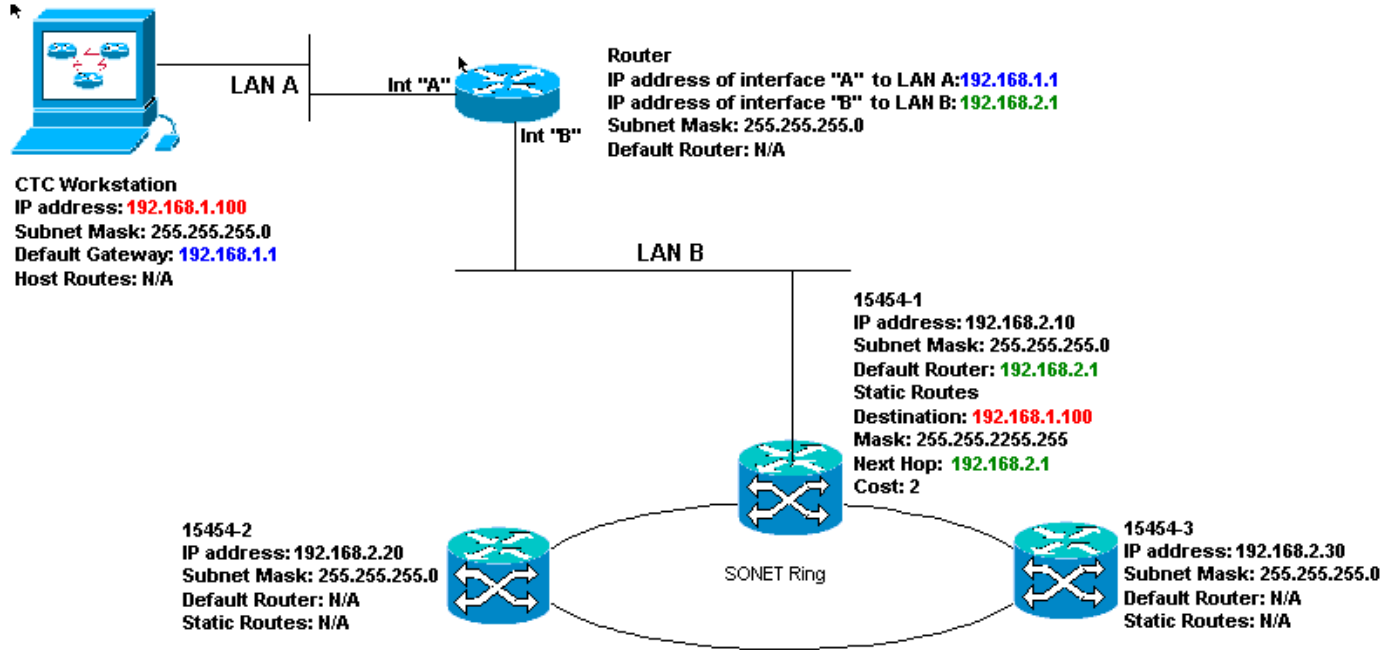 LAN A
Int "A"
Int "B"
Router
IP address of interface "A" to LAN A:192.168.1.1
IP address of interface "B" to LAN B: 192.168.2.1
Subnet Mask: 255.255.255.0
Default Router: N/A
CTC Workstation
IP address: 192.168.1.100
Subnet Mask: 255.255.255.0
Default Gateway: 192.168.1.1
Host Routes: N/A
LAN B
15454-1
IP address: 192.168.2.10
Subnet Mask: 255.255.255.0
Default Router: 192.168.2.1
Static Routes
Destination: 192.168.1.100
Mask: 255.255.2255.255
Next Hop: 192.168.2.1
Cost: 2
15454-2
IP address: 192.168.2.20
Subnet Mask: 255.255.255.0
Default Router: N/A
Static Routes: N/A
SONET Ring
15454-3
IP address: 192.168.2.30
Subnet Mask: 255.255.255.0
Default Router: N/A
Static Routes: N/A